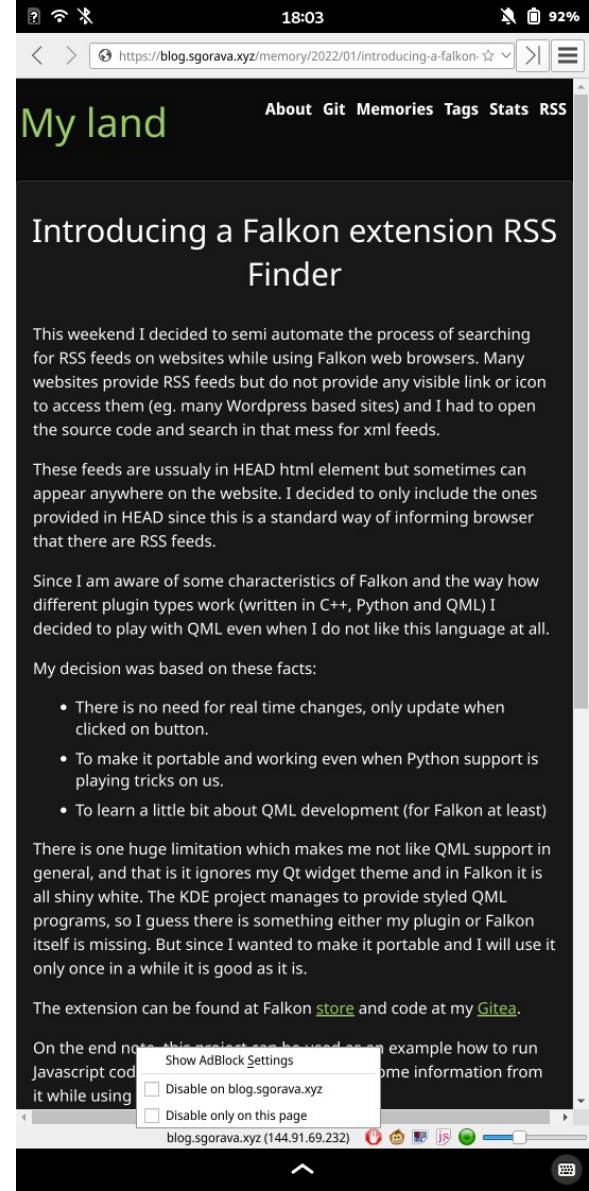 18:03
92%
https://blog.sgorava.xyz/memory/2022/01/introducing-a-falkon-
My land
About Git Memories Tags Stats RSS
Introducing a Falkon extension RSS
Finder
This weekend I decided to semi automate the process of searching
for RSS feeds on websites while using Falkon web browsers. Many
websites provide RSS feeds but do not provide any visible link or icon
to access them (eg. many Wordpress based sites) and I had to open
the source code and search in that mess for xml feeds.
These feeds are ussualy in HEAD html element but sometimes can
appear anywhere on the website. I decided to only include the ones
provided in HEAD since this is a standard way of informing browser
that there are RSS feeds.
Since I am aware of some characteristics of Falkon and the way how
different plugin types work (written in C++, Python and QML) I
decided to play with QML even when I do not like this language at all.
My decision was based on these facts:
• There is no need for real time changes, only update when
clicked on button.
• To make it portable and working even when Python support is
playing tricks on us.
• To learn a little bit about QML development (for Falkon at least)
There is one huge limitation which makes me not like QML support in
general, and that is it ignores my Qt widget theme and in Falkon it is
all shiny white. The KDE project manages to provide styled QML
programs, so I guess there is something either my plugin or Falkon
itself is missing. But since I wanted to make it portable and I will use it
only once in a while it is good as it is.
The extension can be found at Falkon store and code at my Gitea.
On the end note, this project can be used as an example how to run
Javascript cod ome information from
it while using
Show AdBlock Settings
Disable on blog.sgorava.xyz
Disable only on this page
blog.sgorava.xyz (144.91.69.232)
js